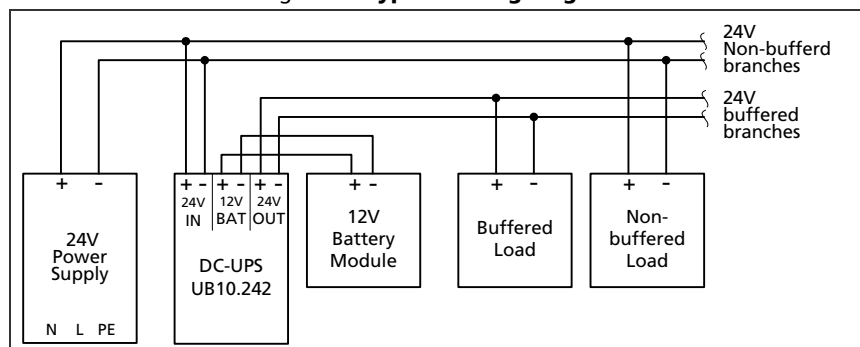 24V
Non-bufferd
branches
24V
buffered
branches
+ -
24V
Power
Supply
N L PE
+ - + - + -
24V 12V 24V
IN BAT OUT
DC-UPS
UB10.242
+ -
12V
Battery
Module
+ -
Buffered
Load
+ -
Non-
buffered
Load